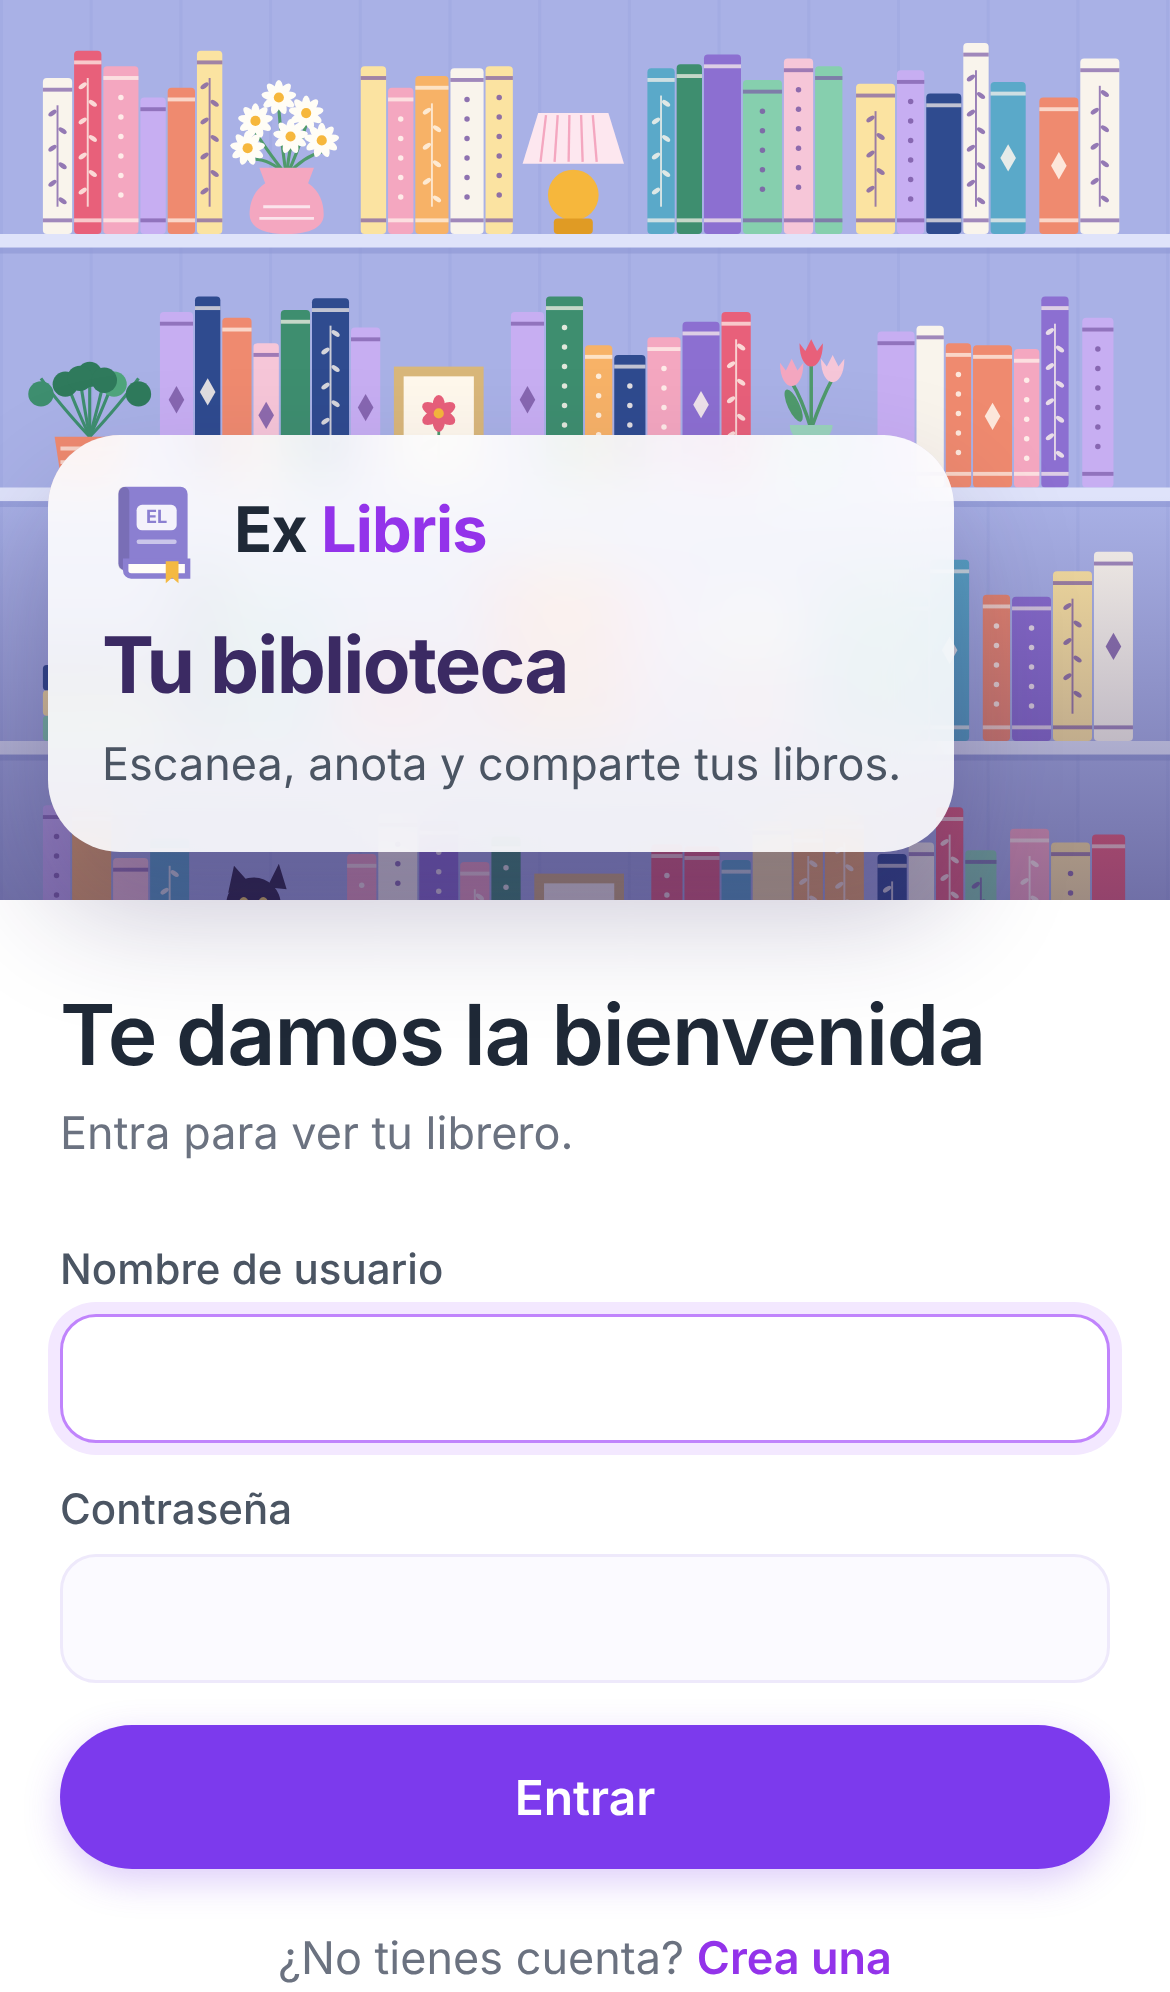 EL
Ex Libris
Tu biblioteca
Escanea, anota y comparte tus libros.
Te damos la bienvenida
Entra para ver tu librero.
Nombre de usuario
Contraseña
Entrar
¿No tienes cuenta? Crea una